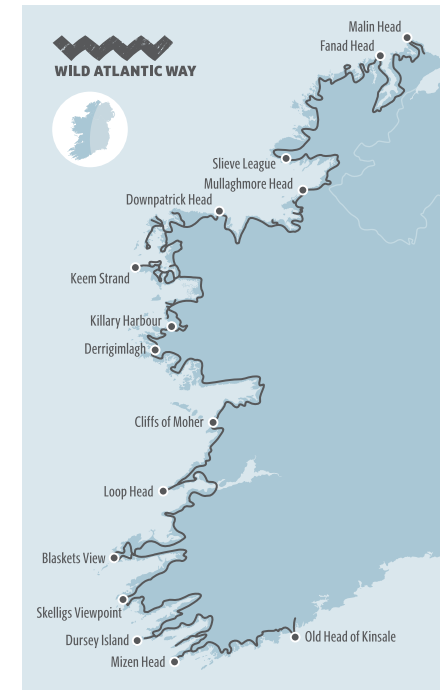 WILD ATLANTIC WAY
Malin Head
Fanad Head
Slieve League
Mullaghmore Head
Downpatrick Head
Keem Strand
Killary Harbour
Derrigimlagh
Cliffs of Moher
Loop Head
Blaskets View
Skelligs Viewpoint
Dursey Island
Old Head of Kinsale
Mizen Head